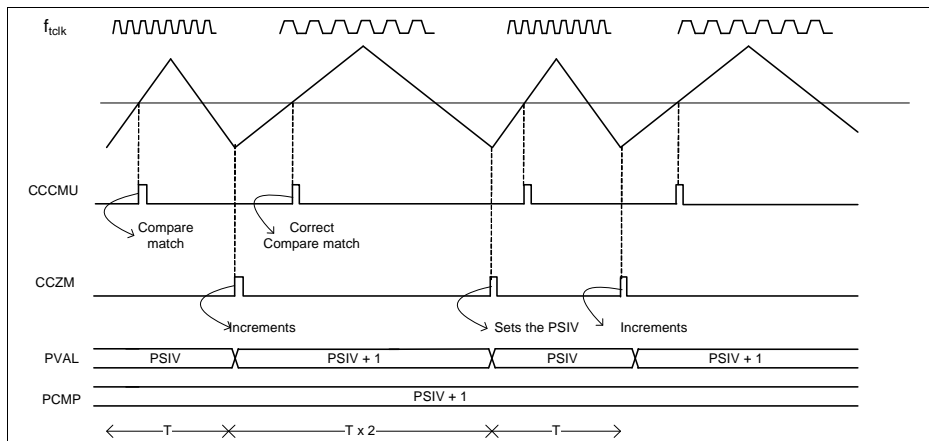 ftclk
CCCMU
Compare
match
Correct
Compare match
CCZM
Increments
Sets the PSIV
Increments
PVAL
PSIV
PSIV + 1
PSIV
PSIV + 1
PCMP
PSIV + 1
T
T x 2
T